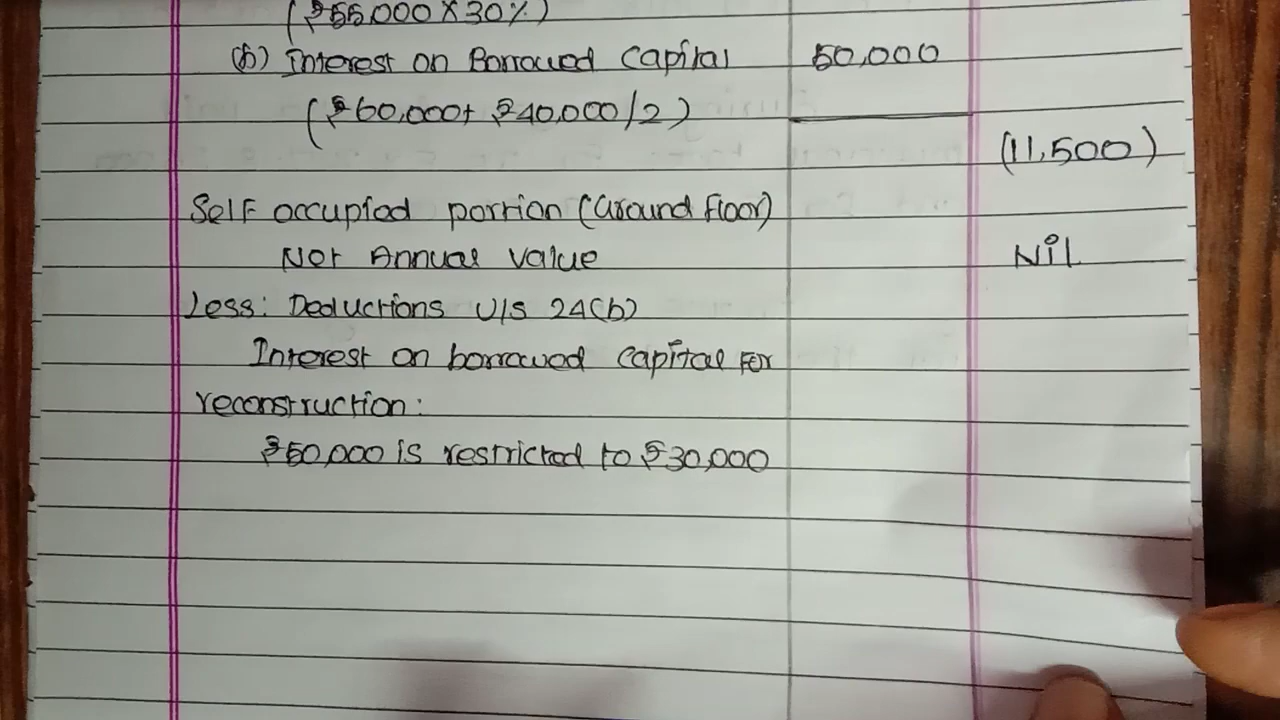 (₹55,000 X 30%)
(b) Interest on Borrowed Capital 50,000
(₹60,000+ ₹40,000/2)
(11,500)
Self occupied portion (Ground Floor)
Net Annual Value Nil
Less: Deductions U/S 24(b)
Interest on borrowed capital for
reconstruction:
₹50,000 is restricted to ₹30,000